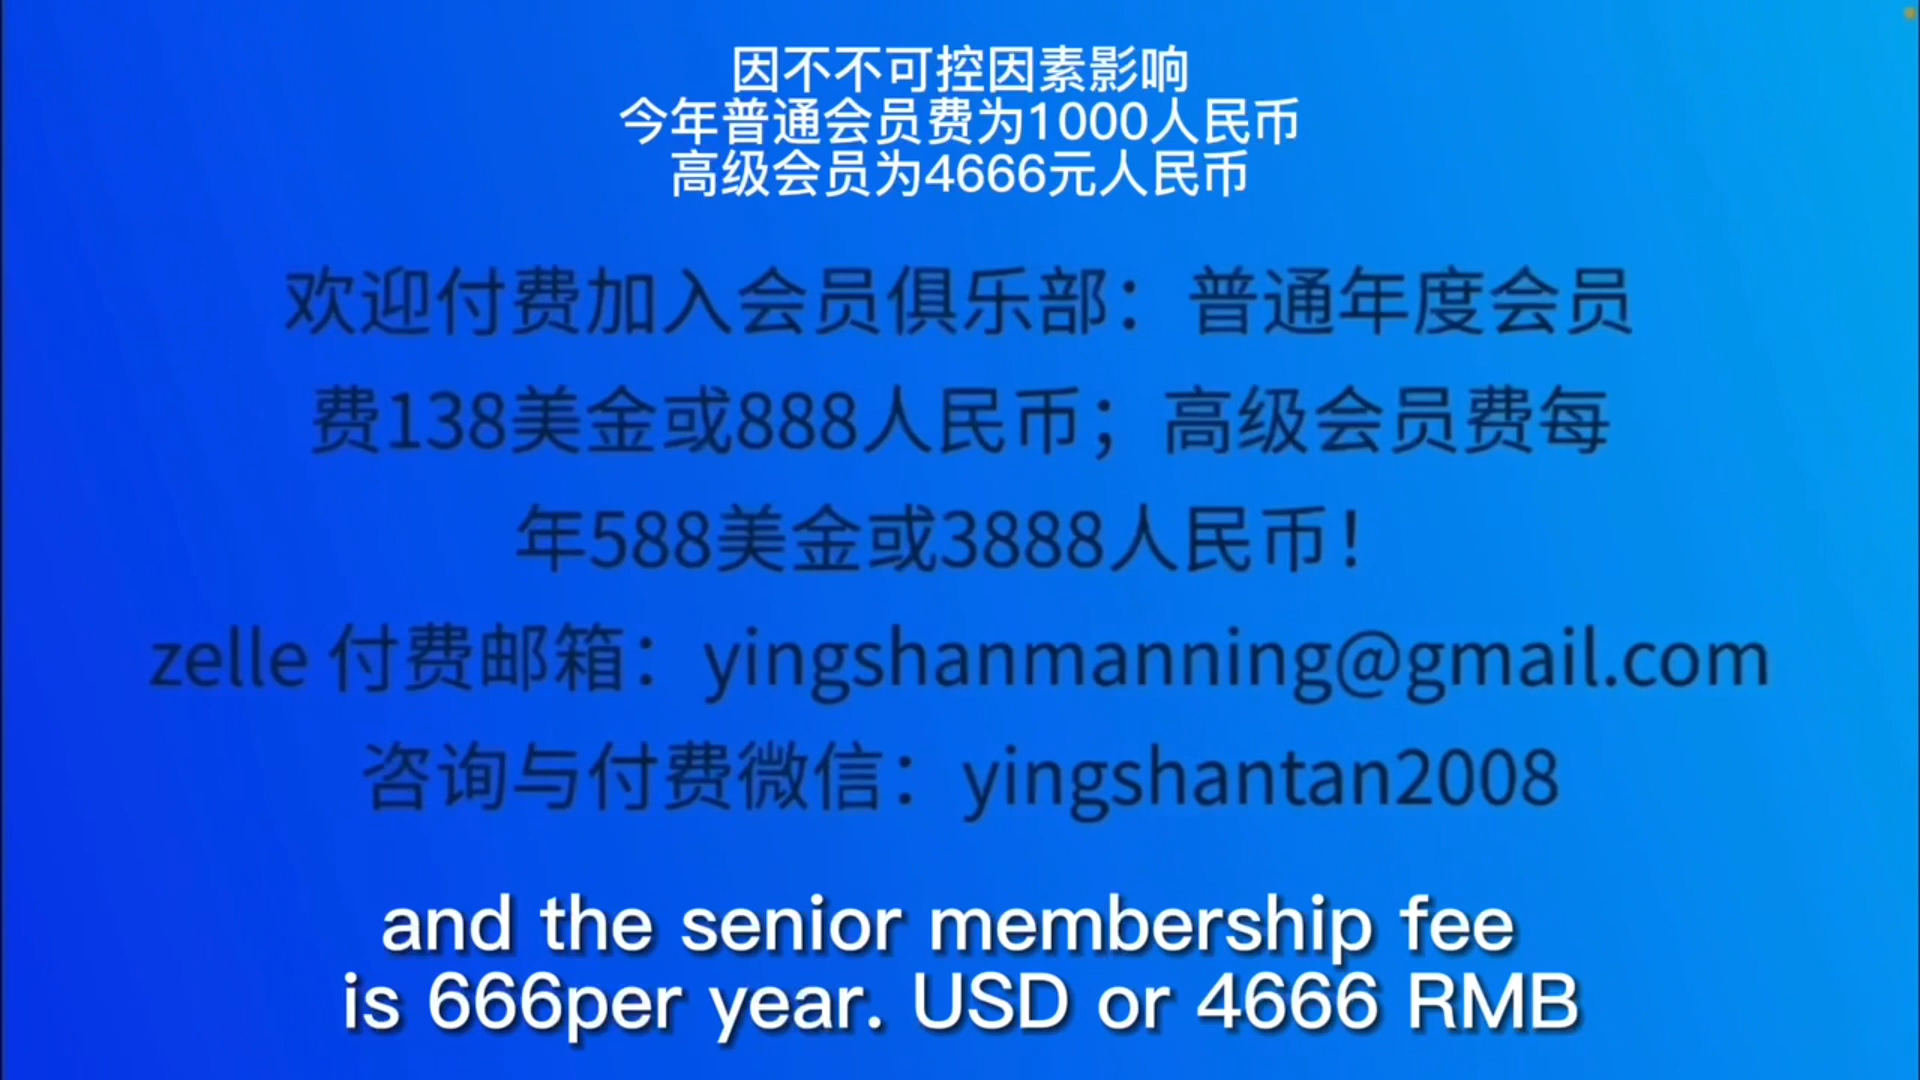 因不不可控因素影响
今年普通会员费为1000人民币
高级会员为4666元人民币
欢迎付费加入会员俱乐部：普通年度会员
费138美金或888人民币；高级会员费每
年588美金或3888人民币！
zelle 付费邮箱：yingshanmanning@gmail.com
咨询与付费微信：yingshantan2008
and the senior membership fee
is 666per year. USD or 4666 RMB